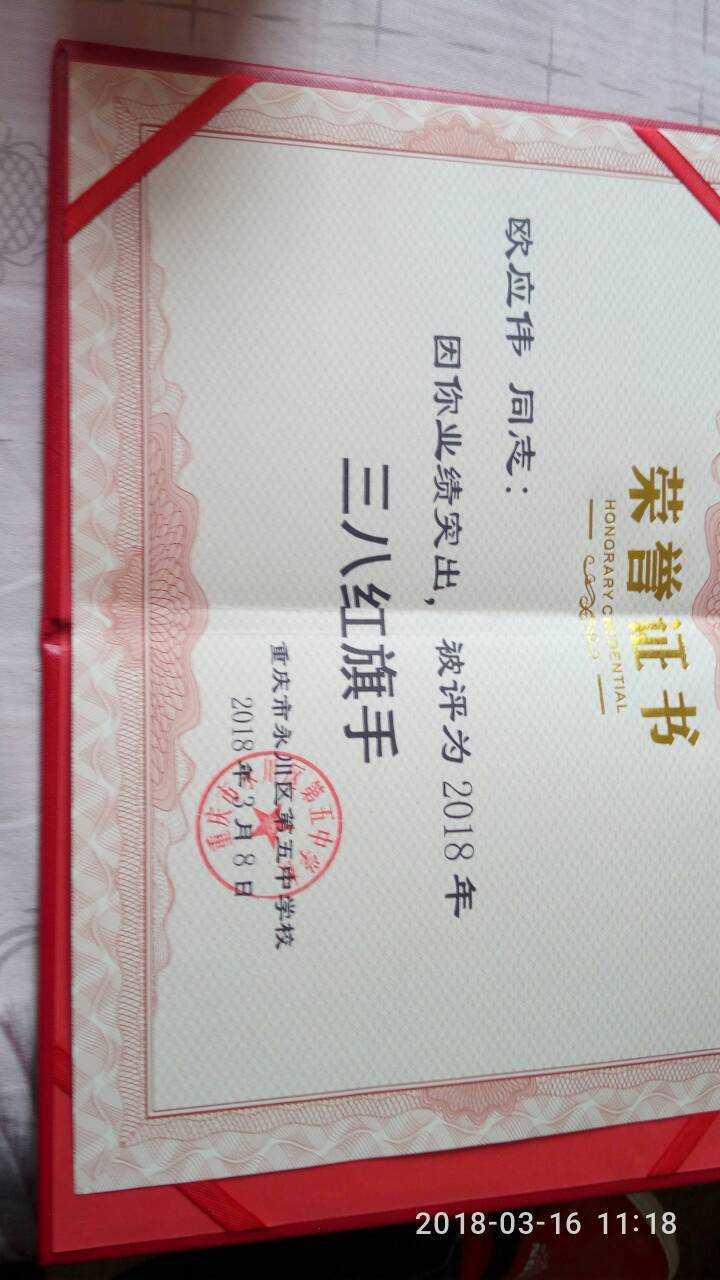 荣誉证书
HONORARY CREDENTIAL
欧应伟 同志：
因你业绩突出，被评为2018年
三八红旗手
重庆市永川区第五中学校
2018年3月8日
2018-03-16 11:18